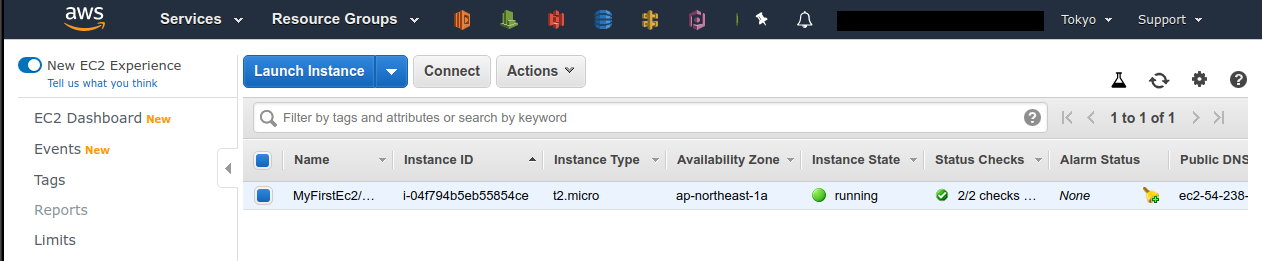 aws Services Resource Groups Tokyo Support
New EC2 Experience
Tell us what you think
Launch Instance Connect Actions
EC2 Dashboard New
Events New
Tags
Reports
Limits
Filter by tags and attributes or search by keyword ? 1 to 1 of 1
Name Instance ID Instance Type Availability Zone Instance State Status Checks Alarm Status Public DNS
MyFirstEc2/... i-04f794b5eb55854ce t2.micro ap-northeast-1a running 2/2 checks ... None ec2-54-238-